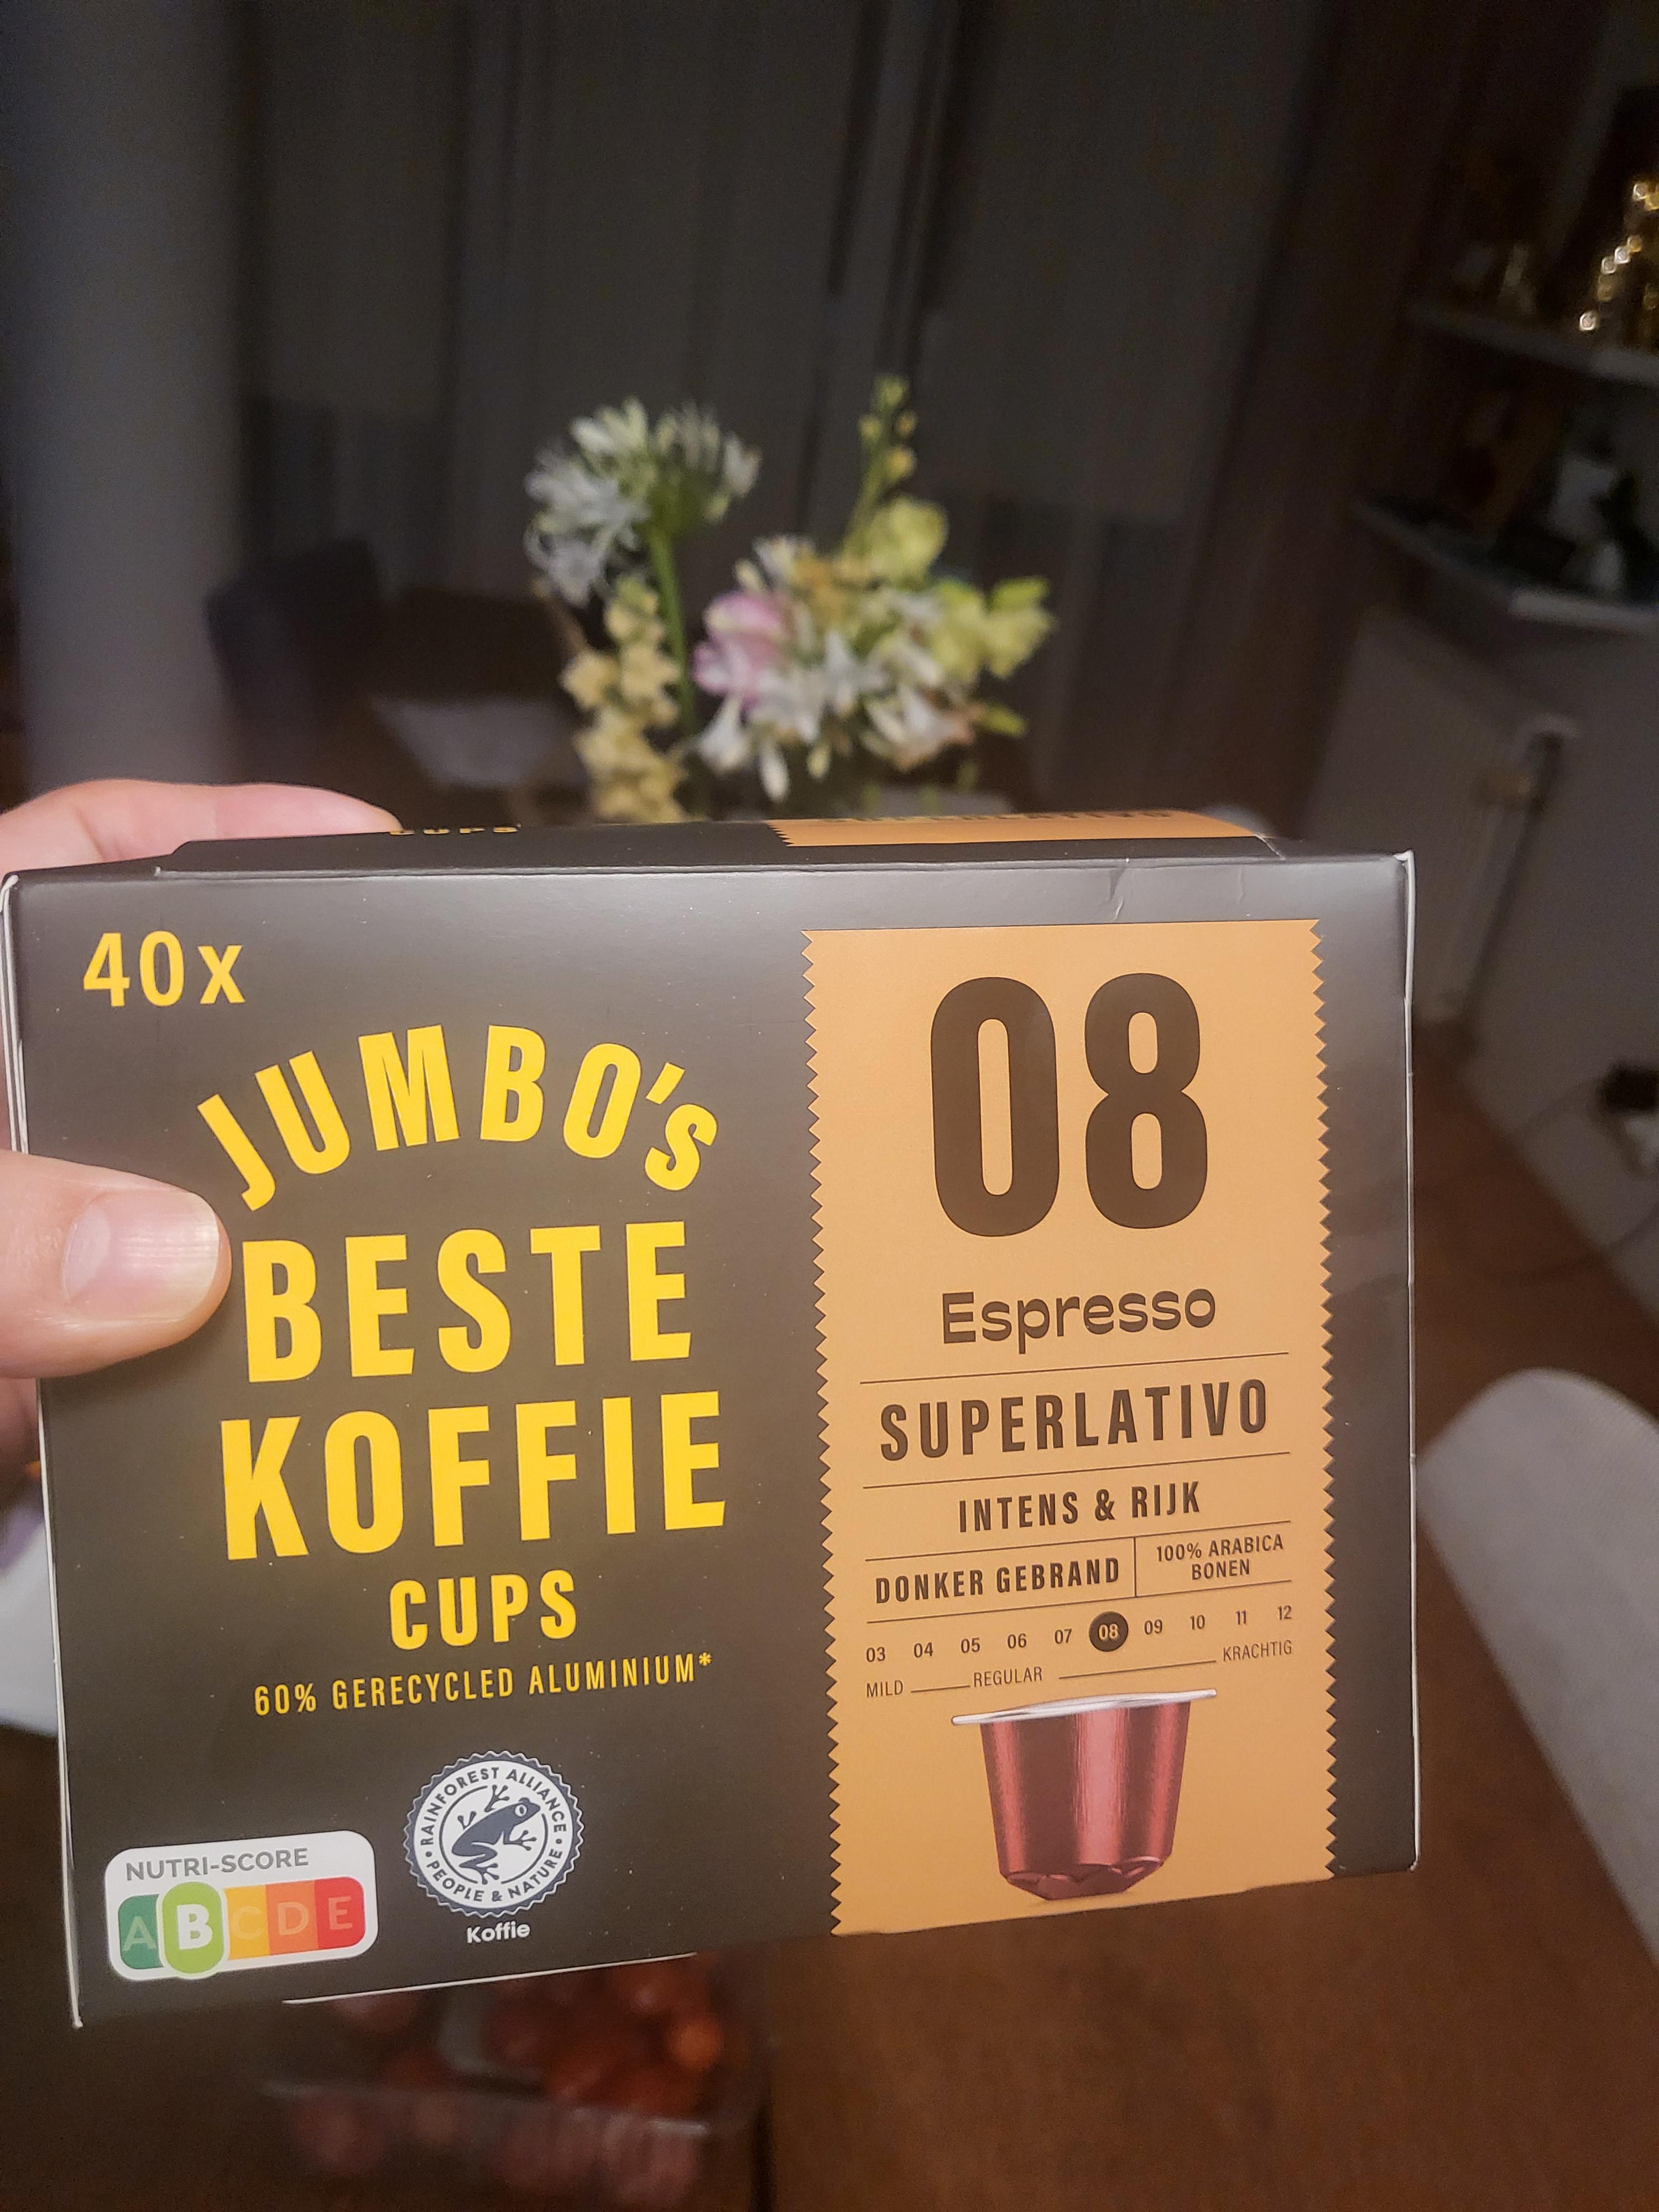 CUPS
SUPERLATIVO
40x
JUMBO'S
BESTE
KOFFIE
CUPS
60% GERECYCLED ALUMINIUM*
NUTRI-SCORE
A B C D E
RAINFOREST ALLIANCE
PEOPLE & NATURE
Koffie
08
Espresso
SUPERLATIVO
INTENS & RIJK
DONKER GEBRAND
100% ARABICA
BONEN
03 04 05 06 07 08 09 10 11 12
MILD REGULAR KRACHTIG